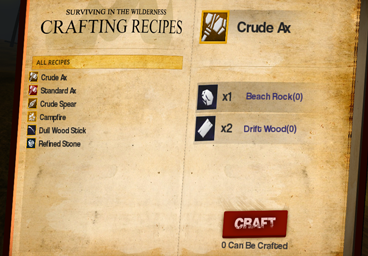 SURVIVING IN THE WILDERNESS
CRAFTING RECIPES
ALL RECIPES
Crude Ax
Standard Ax
Crude Spear
Campfire
Dull Wood Stick
Refined Stone
Crude Ax
x1 Beach Rock(0)
x2 Drift Wood(0)
CRAFT
0 Can Be Crafted